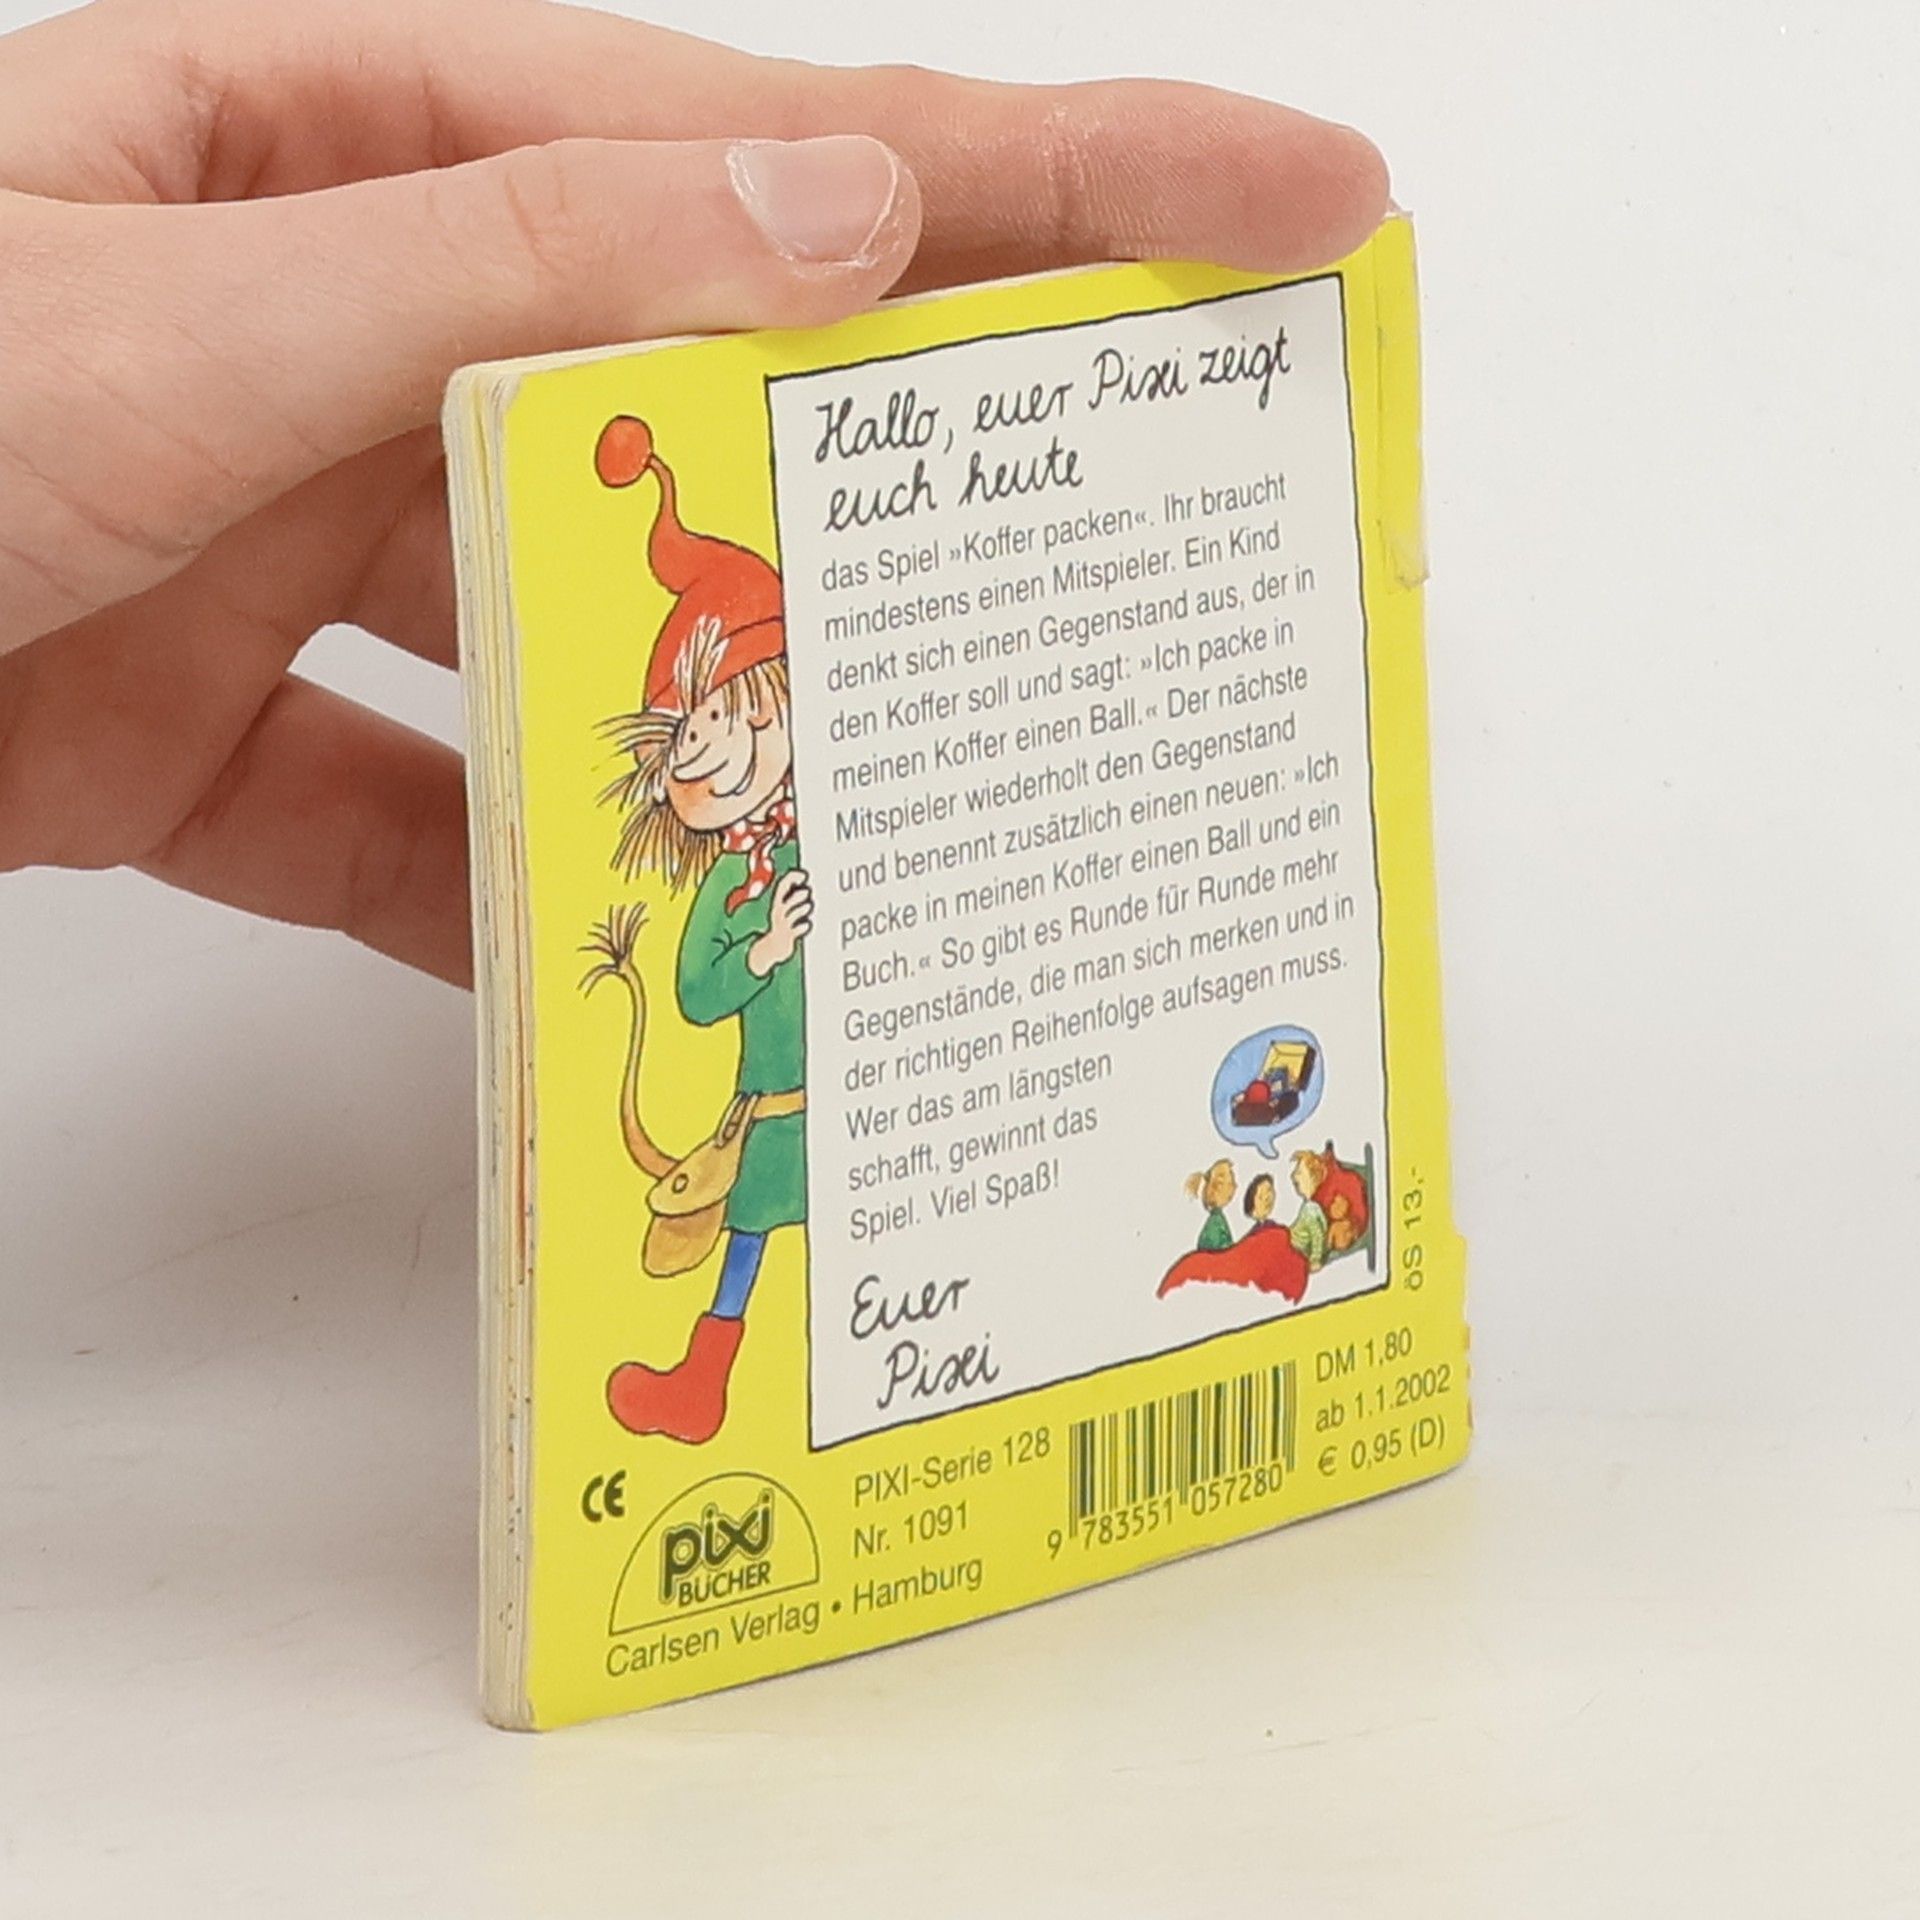 Hallo, euer Pixi zeigt
euch heute
das Spiel »Koffer packen«. Ihr braucht
mindestens einen Mitspieler. Ein Kind
denkt sich einen Gegenstand aus, der in
den Koffer soll und sagt: »Ich packe in
meinen Koffer einen Ball.« Der nächste
Mitspieler wiederholt den Gegenstand
und benennt zusätzlich einen neuen: »Ich
packe in meinen Koffer einen Ball und ein
Buch.« So gibt es Runde für Runde mehr
Gegenstände, die man sich merken und in
der richtigen Reihenfolge aufsagen muss.
Wer das am längsten
schafft, gewinnt das
Spiel. Viel Spaß!
Euer
Pixi
öS 13,-
CE
pixi
BÜCHER
Carlsen Verlag • Hamburg
PIXI-Serie 128
Nr. 1091
9 783551 057280
DM 1,80
ab 1.1.2002
€ 0,95 (D)